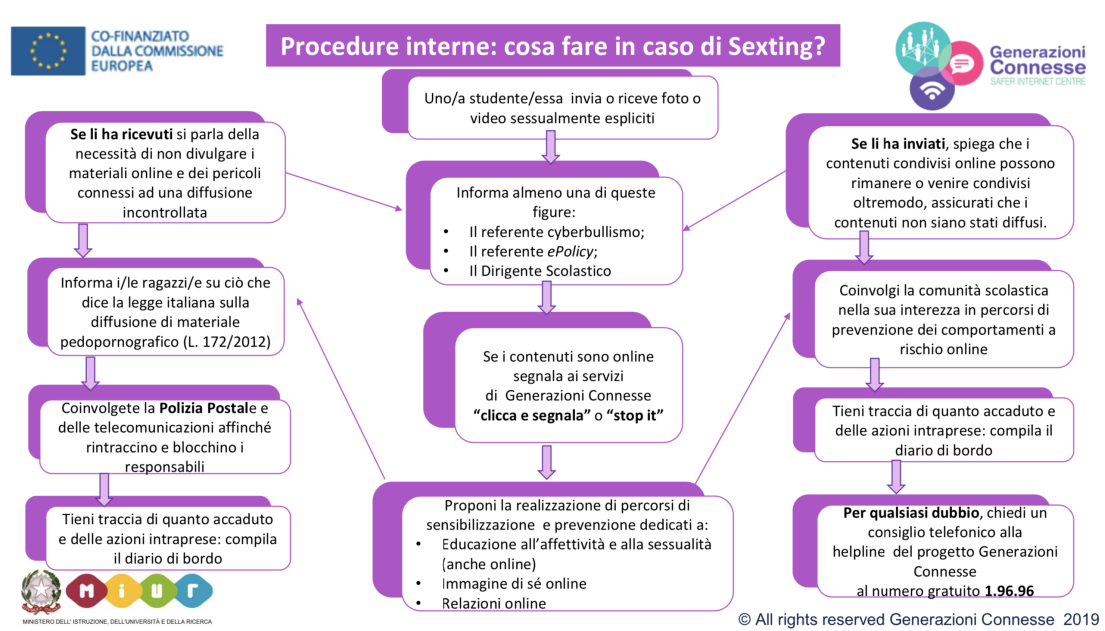 CO-FINANZIATO
DALLA COMMISSIONE
EUROPEA
Procedure interne: cosa fare in caso di Sexting?
Generazioni
Connesse
SAFER INTERNET CENTRE
Uno/a studente/essa invia o riceve foto o
video sessualmente espliciti
Se li ha ricevuti si parla della
necessità di non divulgare i
materiali online e dei pericoli
connessi ad una diffusione
incontrollata
Informa almeno una di queste
figure:
• Il referente cyberbullismo;
• Il referente ePolicy;
• Il Dirigente Scolastico
Se li ha inviati, spiega che i
contenuti condivisi online possono
rimanere o venire condivisi
oltremodo, assicurati che i
contenuti non siano stati diffusi.
Informa i/le ragazzi/e su ciò che
dice la legge italiana sulla
diffusione di materiale
pedopornografico (L. 172/2012)
Se i contenuti sono online
segnala ai servizi
di Generazioni Connesse
“clicca e segnala” o “stop it”
Coinvolgi la comunità scolastica
nella sua interezza in percorsi di
prevenzione dei comportamenti a
rischio online
Coinvolgete la Polizia Postale e
delle telecomunicazioni affinché
rintraccino e blocchino i
responsabili
Tieni traccia di quanto accaduto e
delle azioni intraprese: compila il
diario di bordo
Tieni traccia di quanto accaduto
e delle azioni intraprese: compila
il diario di bordo
Proponi la realizzazione di percorsi di
sensibilizzazione e prevenzione dedicati a:
• Educazione all’affettività e alla sessualità
(anche online)
• Immagine di sé online
• Relazioni online
Per qualsiasi dubbio, chiedi un
consiglio telefonico alla
helpline del progetto Generazioni
Connesse
al numero gratuito 1.96.96
MIUR
MINISTERO DELL' ISTRUZIONE, DELL'UNIVERSITÀ E DELLA RICERCA
© All rights reserved Generazioni Connesse 2019